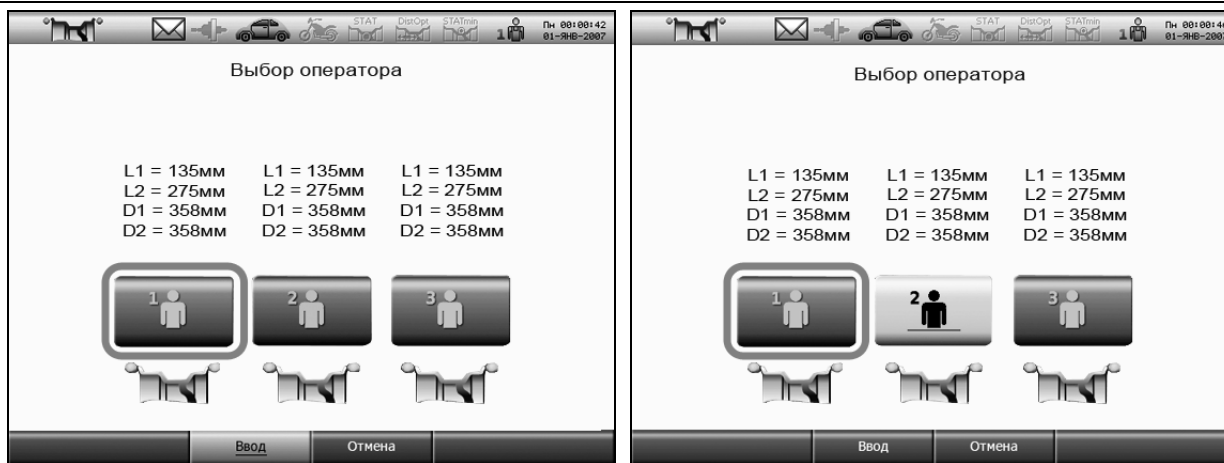 STAT DistOpt STATmin 1 Пн 00:00:42
01-ЯНВ-2007
Выбор оператора
L1 = 135мм L1 = 135мм L1 = 135мм
L2 = 275мм L2 = 275мм L2 = 275мм
D1 = 358мм D1 = 358мм D1 = 358мм
D2 = 358мм D2 = 358мм D2 = 358мм
1 2 3
Ввод Отмена
STAT DistOpt STATmin 1 Пн 00:00:46
01-ЯНВ-2007
Выбор оператора
L1 = 135мм L1 = 135мм L1 = 135мм
L2 = 275мм L2 = 275мм L2 = 275мм
D1 = 358мм D1 = 358мм D1 = 358мм
D2 = 358мм D2 = 358мм D2 = 358мм
1 2 3
Ввод Отмена